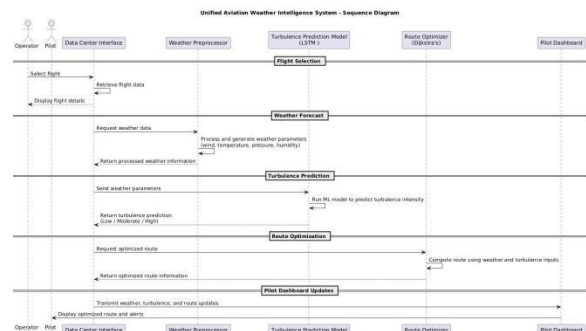 Unified Aviation Weather Intelligence System - Sequence Diagram
Operator Pilot Data Center Interface Weather Preprocessor Turbulence Prediction Model Route Optimizer Pilot Dashboard
(LSTM ) (Dijkstra's)
Flight Selection
Select flight
Retrieve flight data
Display flight details
Weather Forecast
Request weather data
Process and generate weather parameters
(wind, temperature, pressure, humidity)
Return processed weather information
Turbulence Prediction
Send weather parameters
Run ML model to predict turbulence intensity
Return turbulence prediction
(Low / Moderate / High)
Route Optimization
Request optimized route
Compute route using weather and turbulence inputs
Return optimized route information
Pilot Dashboard Updates
Transmit weather, turbulence, and route updates
Display optimized route and alerts
Operator Pilot Data Center Interface Weather Preprocessor Turbulence Prediction Model Route Optimizer Pilot Dashboard